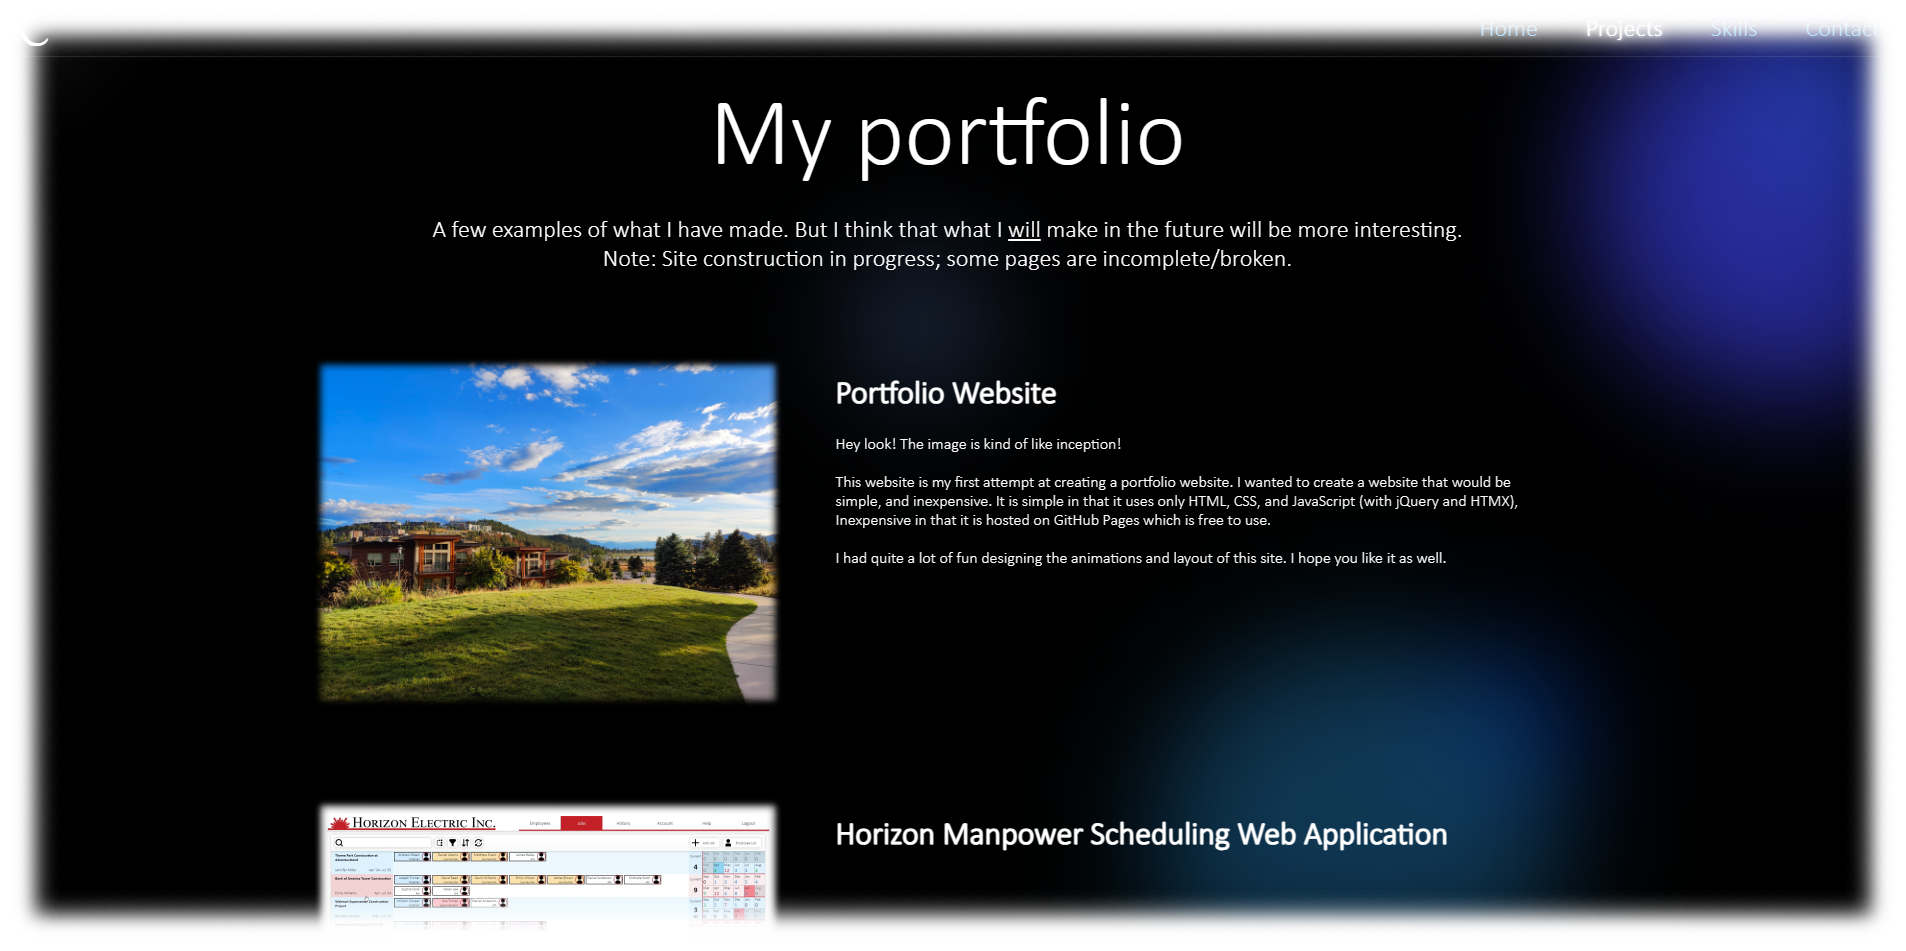 Home Projects Skills Contact
My portfolio
A few examples of what I have made. But I think that what I will make in the future will be more interesting.
Note: Site construction in progress; some pages are incomplete/broken.
Portfolio Website
Hey look! The image is kind of like inception!
This website is my first attempt at creating a portfolio website. I wanted to create a website that would be
simple, and inexpensive. It is simple in that it uses only HTML, CSS, and JavaScript (with jQuery and HTMX),
Inexpensive in that it is hosted on GitHub Pages which is free to use.
I had quite a lot of fun designing the animations and layout of this site. I hope you like it as well.
Horizon Manpower Scheduling Web Application
HORIZON ELECTRIC INC.
Employees Jobs History Account Help Logout